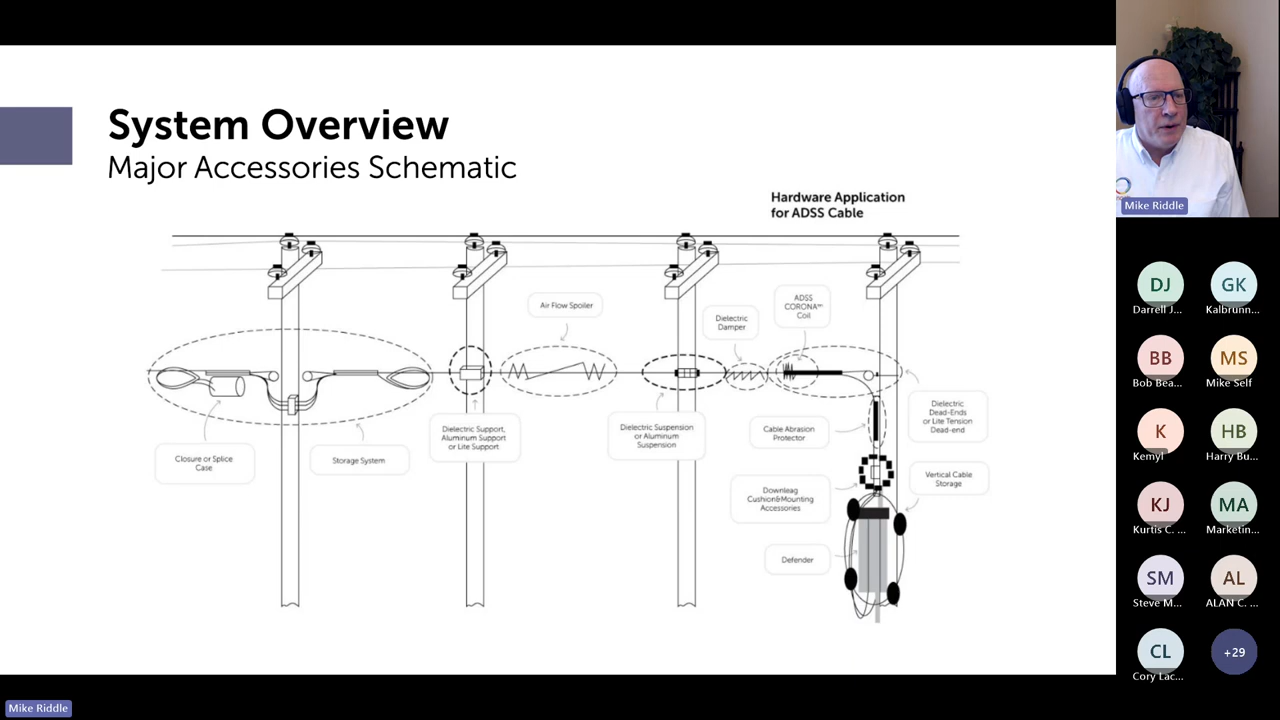 System Overview
Major Accessories Schematic
Hardware Application
for ADSS Cable
Air Flow Spoiler
ADSS
CORONA™
Coil
Dielectric
Damper
Closure or Splice
Case
Storage System
Dielectric Support,
Aluminum Support
or Lite Support
Dielectric Suspension
or Aluminum
Suspension
Cable Abrasion
Protector
Dielectric
Dead-Ends
or Lite Tension
Dead-end
Vertical Cable
Storage
Downleag
Cushion&Mounting
Accessories
Defender
Mike Riddle
DJ
Darrell J...
GK
Kalbrunn...
BB
Bob Bea...
MS
Mike Self
K
Kemyl
HB
Harry Bu...
KJ
Kurtis C. ...
MA
Marketin...
SM
Steve M...
AL
ALAN C. ...
CL
Cory Lac...
+29
Mike Riddle